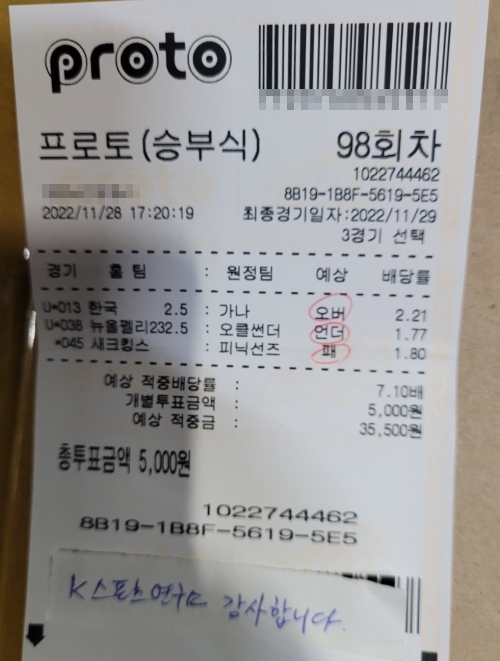 proto
프로토(승부식) 98회차
1022744462
8B19-1B8F-5619-5E5
2022/11/28 17:20:19 최종경기일자:2022/11/29
3경기 선택
경기 홈 팀 : 원정팀 예상 배당률
U*013 한국 2.5 : 가나 오버 2.21
U*036 뉴올펠리232.5 : 오클썬더 언더 1.77
*045 새크킹스 : 피닉선즈 패 1.80
예상 적중배당률 : 7.10배
개별투표금액 : 5,000원
예상 적중금 : 35,500원
총투표금액 5,000원
1022744462
8B19-1B8F-5619-5E5
K스포츠연구소 감사합니다.